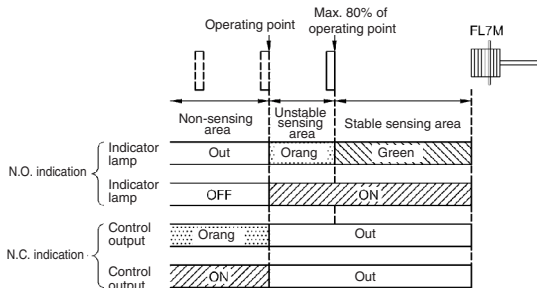 Operating point
Max. 80% of
operating point
FL7M
Non-sensing
area
Unstable
sensing
area
Stable sensing area
N.O. indication
Indicator
lamp
Out
Orang
Green
Indicator
lamp
OFF
ON
N.C. indication
Control
output
Orang
Out
Control
output
ON
Out